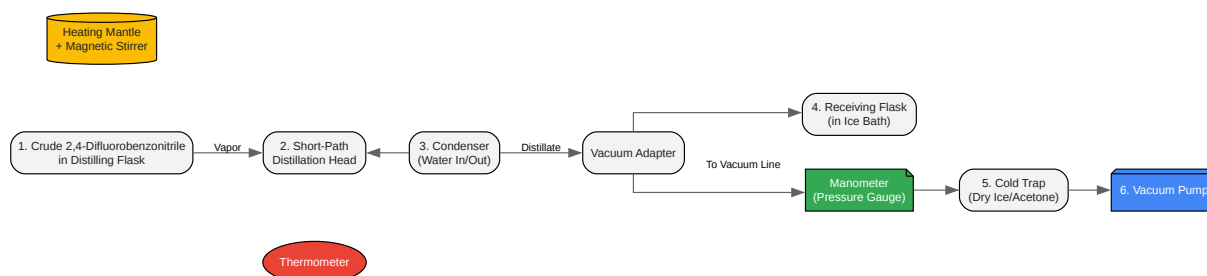 Heating Mantle
+ Magnetic Stirrer
1. Crude 2,4-Difluorobenzonitrile
in Distilling Flask
Vapor
2. Short-Path
Distillation Head
3. Condenser
(Water In/Out)
Distillate
Vacuum Adapter
4. Receiving Flask
(in Ice Bath)
To Vacuum Line
Manometer
(Pressure Gauge)
5. Cold Trap
(Dry Ice/Acetone)
6. Vacuum Pump
Thermometer